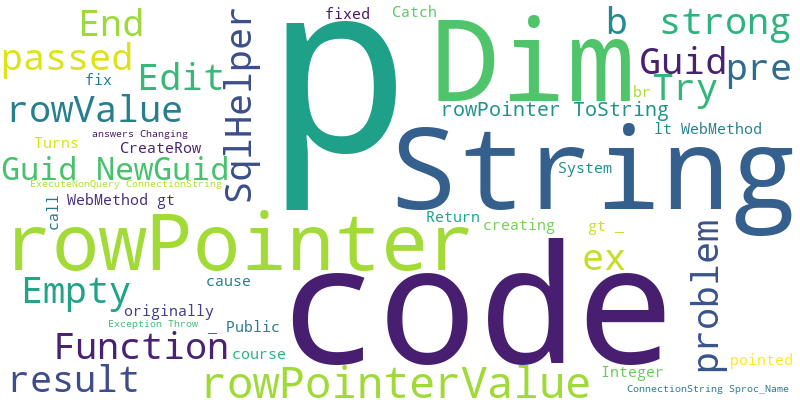 fixed
Catch
End
passed
fix
Edit
rowValue
SqlHelper
p
Dim
b
strong
Guid
pre
br
Try
rowPointer ToString
Turns
answers Changing
CreateRow
lt WebMethod
Guid NewGuid
String
System
ExecuteNonQuery ConnectionString
call
WebMethod gt
Return
creating
gt _
rowPointer
ex
problem
Empty
cause
code
originally
Exception Throw
_ Public
Function
course
pointed
result
rowPointerValue
Integer
ConnectionString Sproc_Name